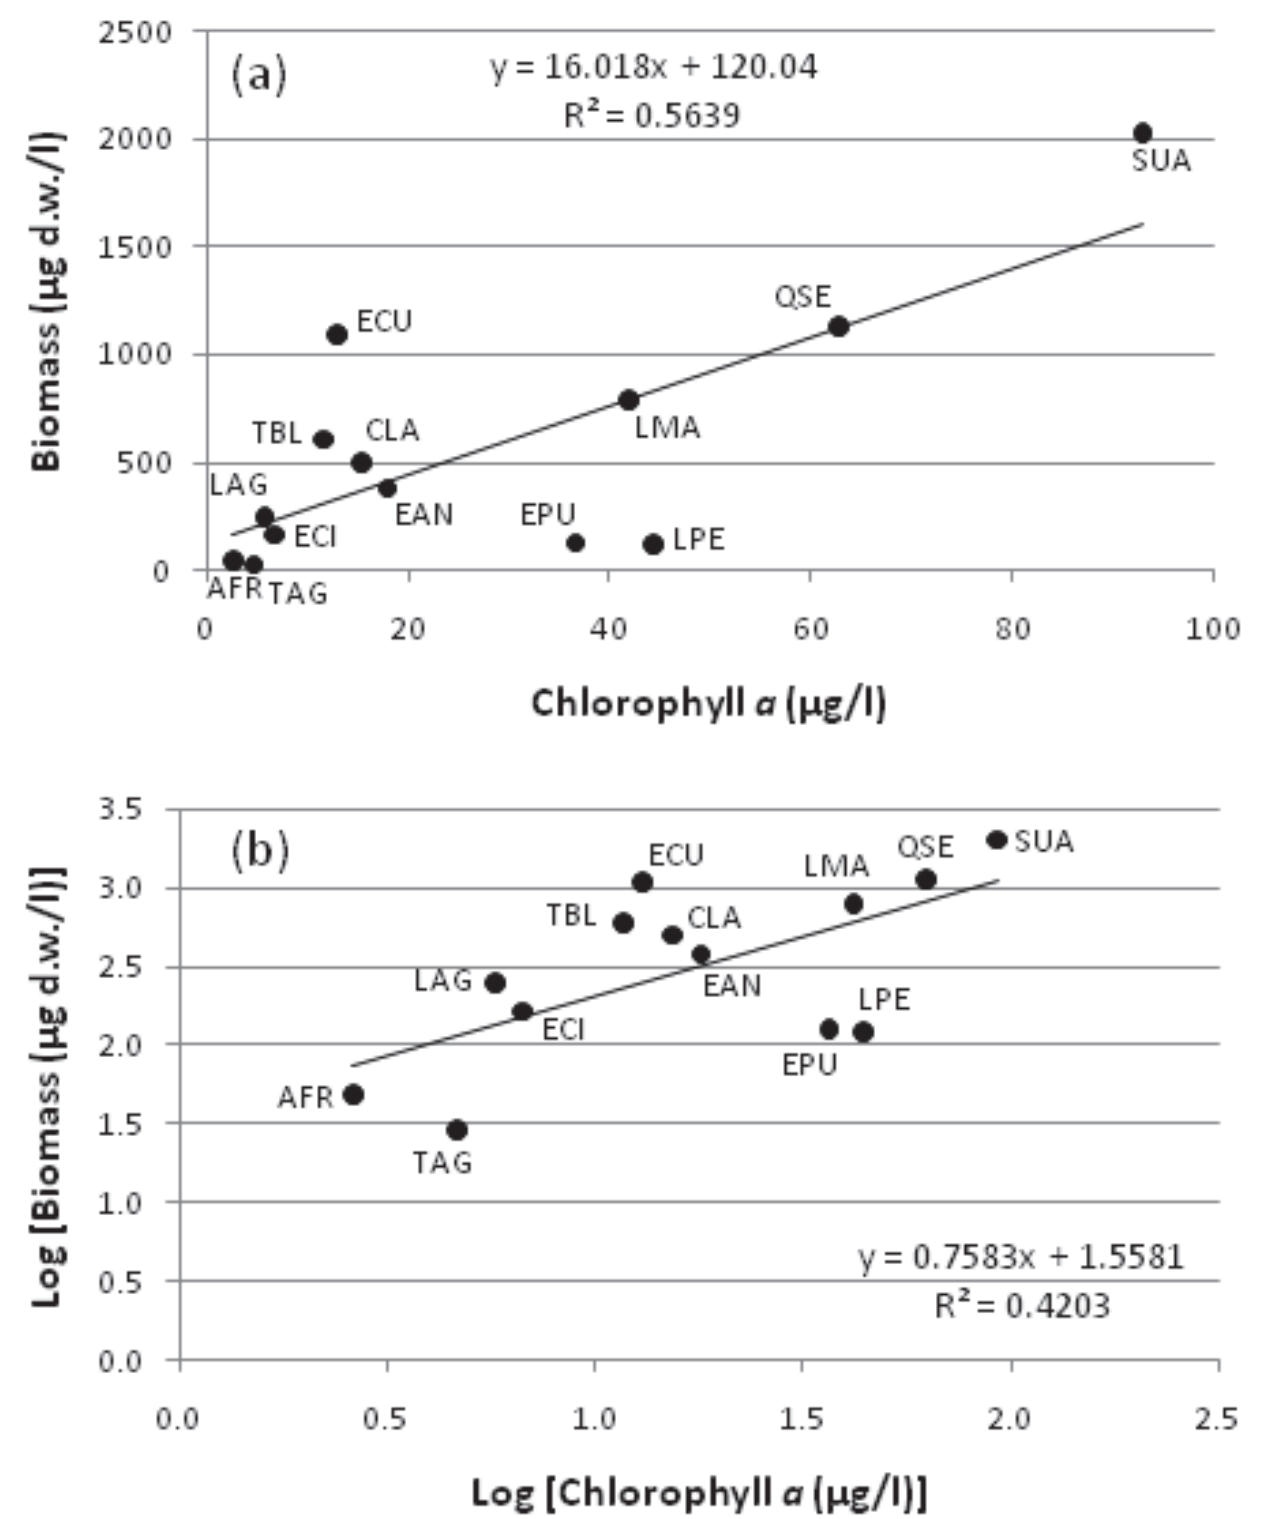 2500
(a)
y = 16.018x + 120.04
R² = 0.5639
2000
SUA
1500
QSE
ECU
1000
LMA
TBL
CLA
500
LAG
EAN
EPU
LPE
ECI
0
AFR
TAG
0 20 40 60 80 100
Biomass (µg d.w./l)
Chlorophyll a (µg/l)
3.5
(b)
ECU
LMA
QSE
SUA
3.0
TBL
CLA
2.5
LAG
EAN
LPE
ECI
2.0
EPU
AFR
1.5
TAG
1.0
y = 0.7583x + 1.5581
0.5
R² = 0.4203
0.0
0.0 0.5 1.0 1.5 2.0 2.5
Log [Biomass (µg d.w./l)]
Log [Chlorophyll a (µg/l)]